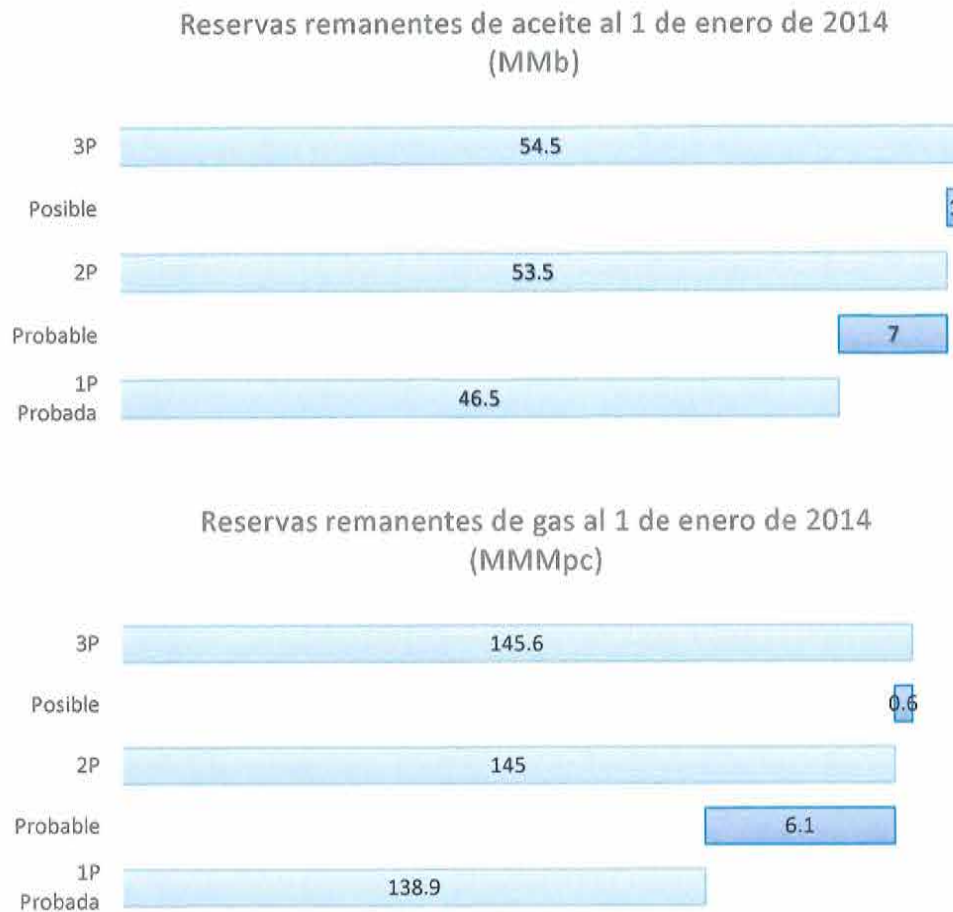 Reservas remanentes de aceite al 1 de enero de 2014
(MMb)
3P
54.5
Posible
2P
53.5
Probable
7
1P
Probada
46.5
Reservas remanentes de gas al 1 de enero de 2014
(MMMpc)
3P
145.6
Posible
0.6
2P
145
Probable
6.1
1P
Probada
138.9